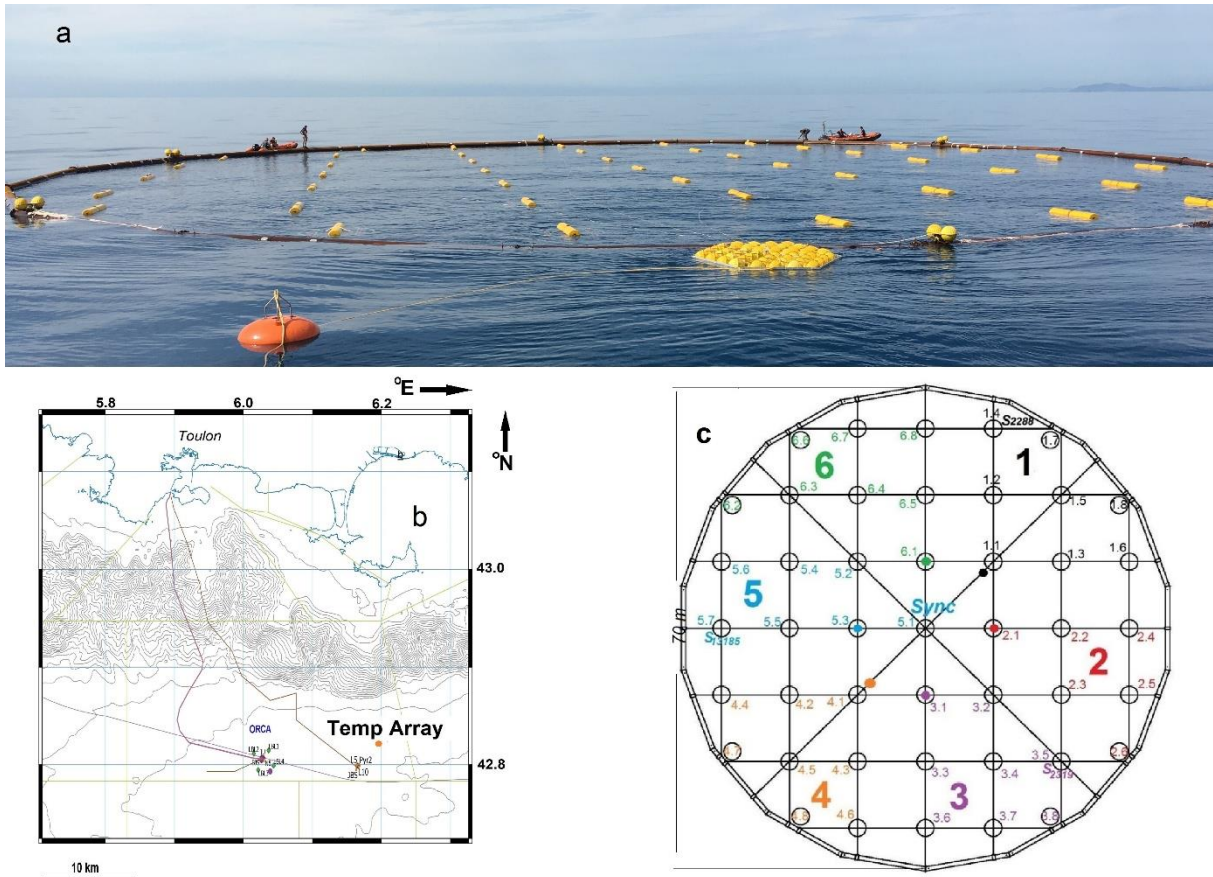 a
°E
5.8 6.0 6.2
Toulon
°N
b
43.0
Temp Array
ORCA
42.8
10 km
c
1.4
S2288
6.6 6.7 6.8 1.7
6 1
6.3 6.4 1.2
6.2 6.5 1.5 1.8
6.1 1.1
5.6 5.4 5.2 1.3 1.6
5 Sync
5.7 5.5 5.3 5.1 2.1 2.2 2.4
S13185
70 m
2
2.3 2.5
4.4 4.2 4.1 3.1 3.2
4.7 3.5 2.6
4.5 4.3 3.3 3.4 S2319
4 3
4.8 4.6 3.6 3.7 3.8